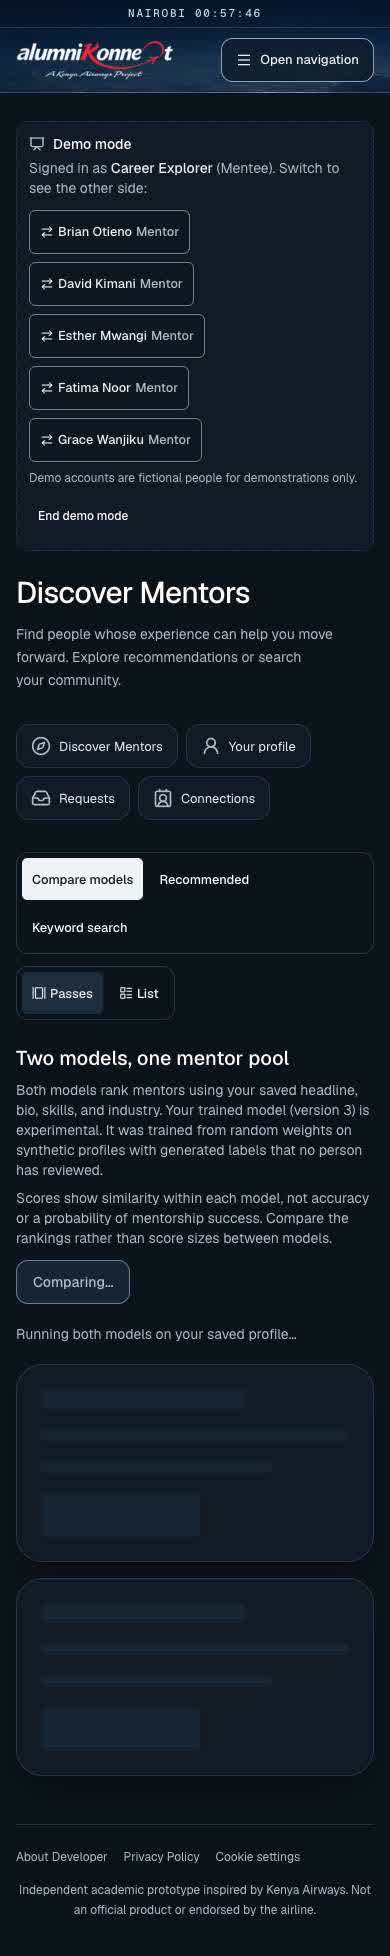 NAIROBI 00:57:46
alumniKonnect
A Kenya Airways Project
Open navigation
Demo mode
Signed in as Career Explorer (Mentee). Switch to
see the other side:
Brian Otieno Mentor
David Kimani Mentor
Esther Mwangi Mentor
Fatima Noor Mentor
Grace Wanjiku Mentor
Demo accounts are fictional people for demonstrations only.
End demo mode
Discover Mentors
Find people whose experience can help you move
forward. Explore recommendations or search
your community.
Discover Mentors
Your profile
Requests
Connections
Compare models
Recommended
Keyword search
Passes
List
Two models, one mentor pool
Both models rank mentors using your saved headline,
bio, skills, and industry. Your trained model (version 3) is
experimental. It was trained from random weights on
synthetic profiles with generated labels that no person
has reviewed.
Scores show similarity within each model, not accuracy
or a probability of mentorship success. Compare the
rankings rather than score sizes between models.
Comparing…
Running both models on your saved profile…
About Developer
Privacy Policy
Cookie settings
Independent academic prototype inspired by Kenya Airways. Not
an official product or endorsed by the airline.